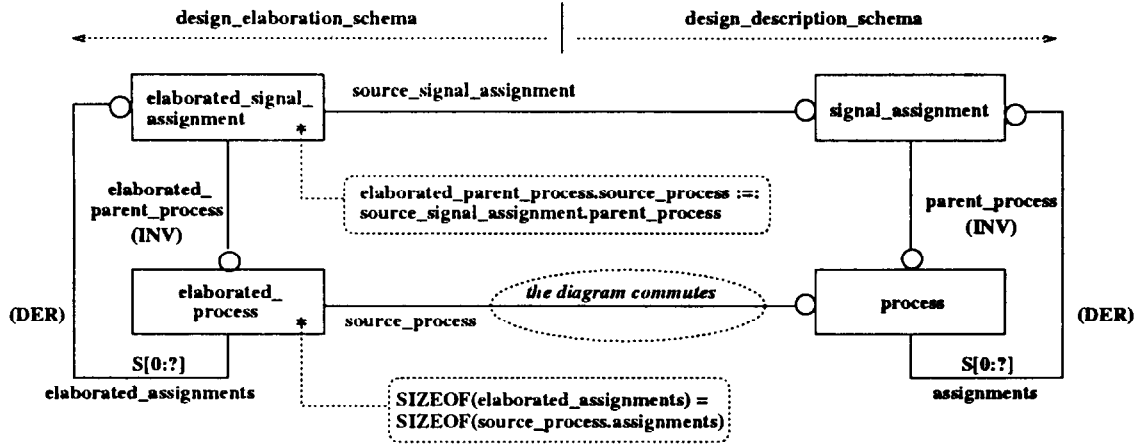 design_elaboration_schema
design_description_schema
elaborated_signal_
assignment
*
source_signal_assignment
signal_assignment
elaborated_
parent_process
(INV)
elaborated_parent_process.source_process :=:
source_signal_assignment.parent_process
parent_process
(INV)
elaborated_
process
*
the diagram commutes
source_process
process
(DER)
(DER)
S[0:?]
elaborated_assignments
S[0:?]
assignments
SIZEOF(elaborated_assignments) =
SIZEOF(source_process.assignments)